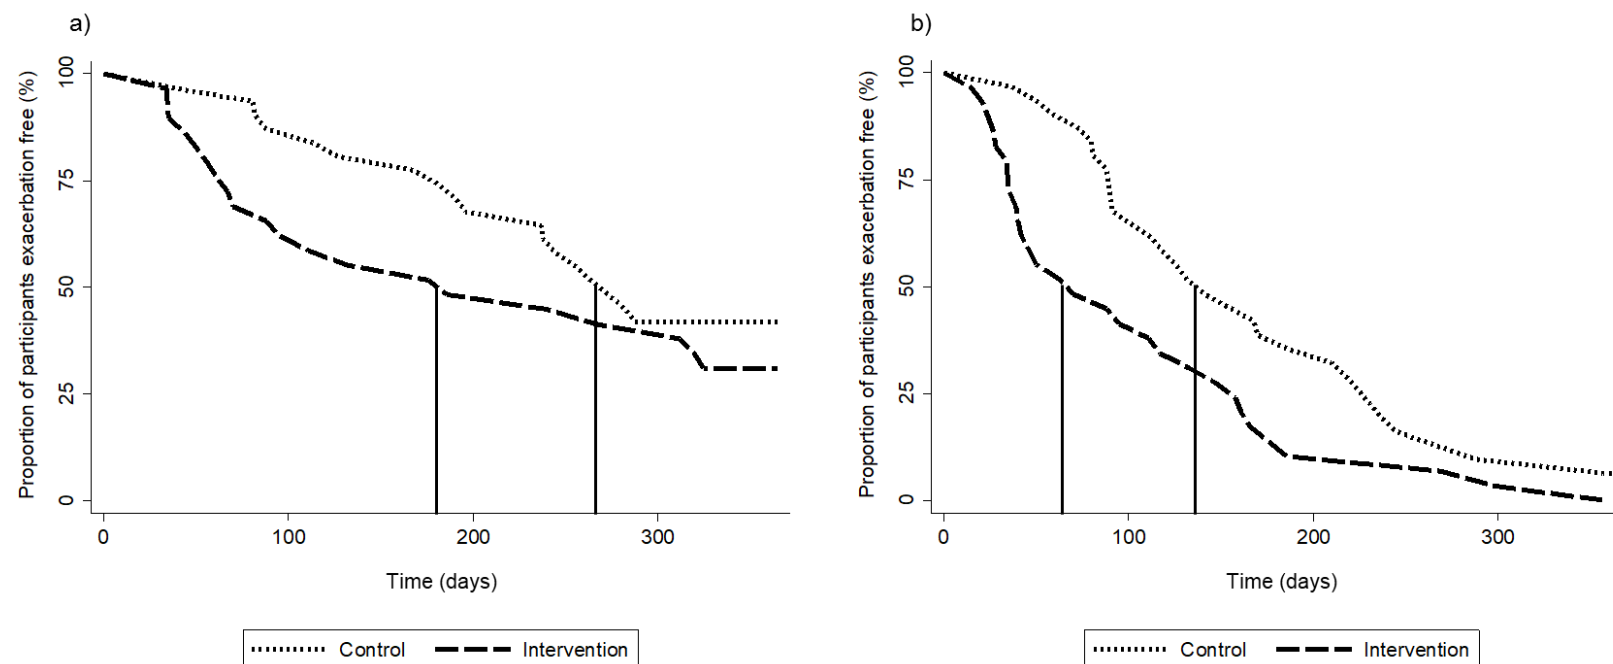 a)
Proportion of participants exacerbation free (%)
100
75
50
25
0
0 100 200 300
Time (days)
Control Intervention
b)
Proportion of participants exacerbation free (%)
100
75
50
25
0
0 100 200 300
Time (days)
Control Intervention